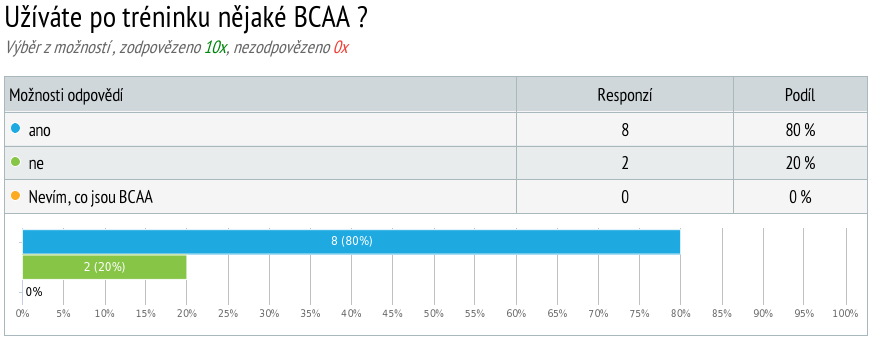 Užíváte po tréninku nějaké BCAA ?
Výběr z možností , zodpovězeno 10x, nezodpovězeno 0x
Možnosti odpovědí Responzí Podíl
ano 8 80 %
ne 2 20 %
Nevím, co jsou BCAA 0 0 %
8 (80%)
2 (20%)
0%
0% 5% 10% 15% 20% 25% 30% 35% 40% 45% 50% 55% 60% 65% 70% 75% 80% 85% 90% 95% 100%